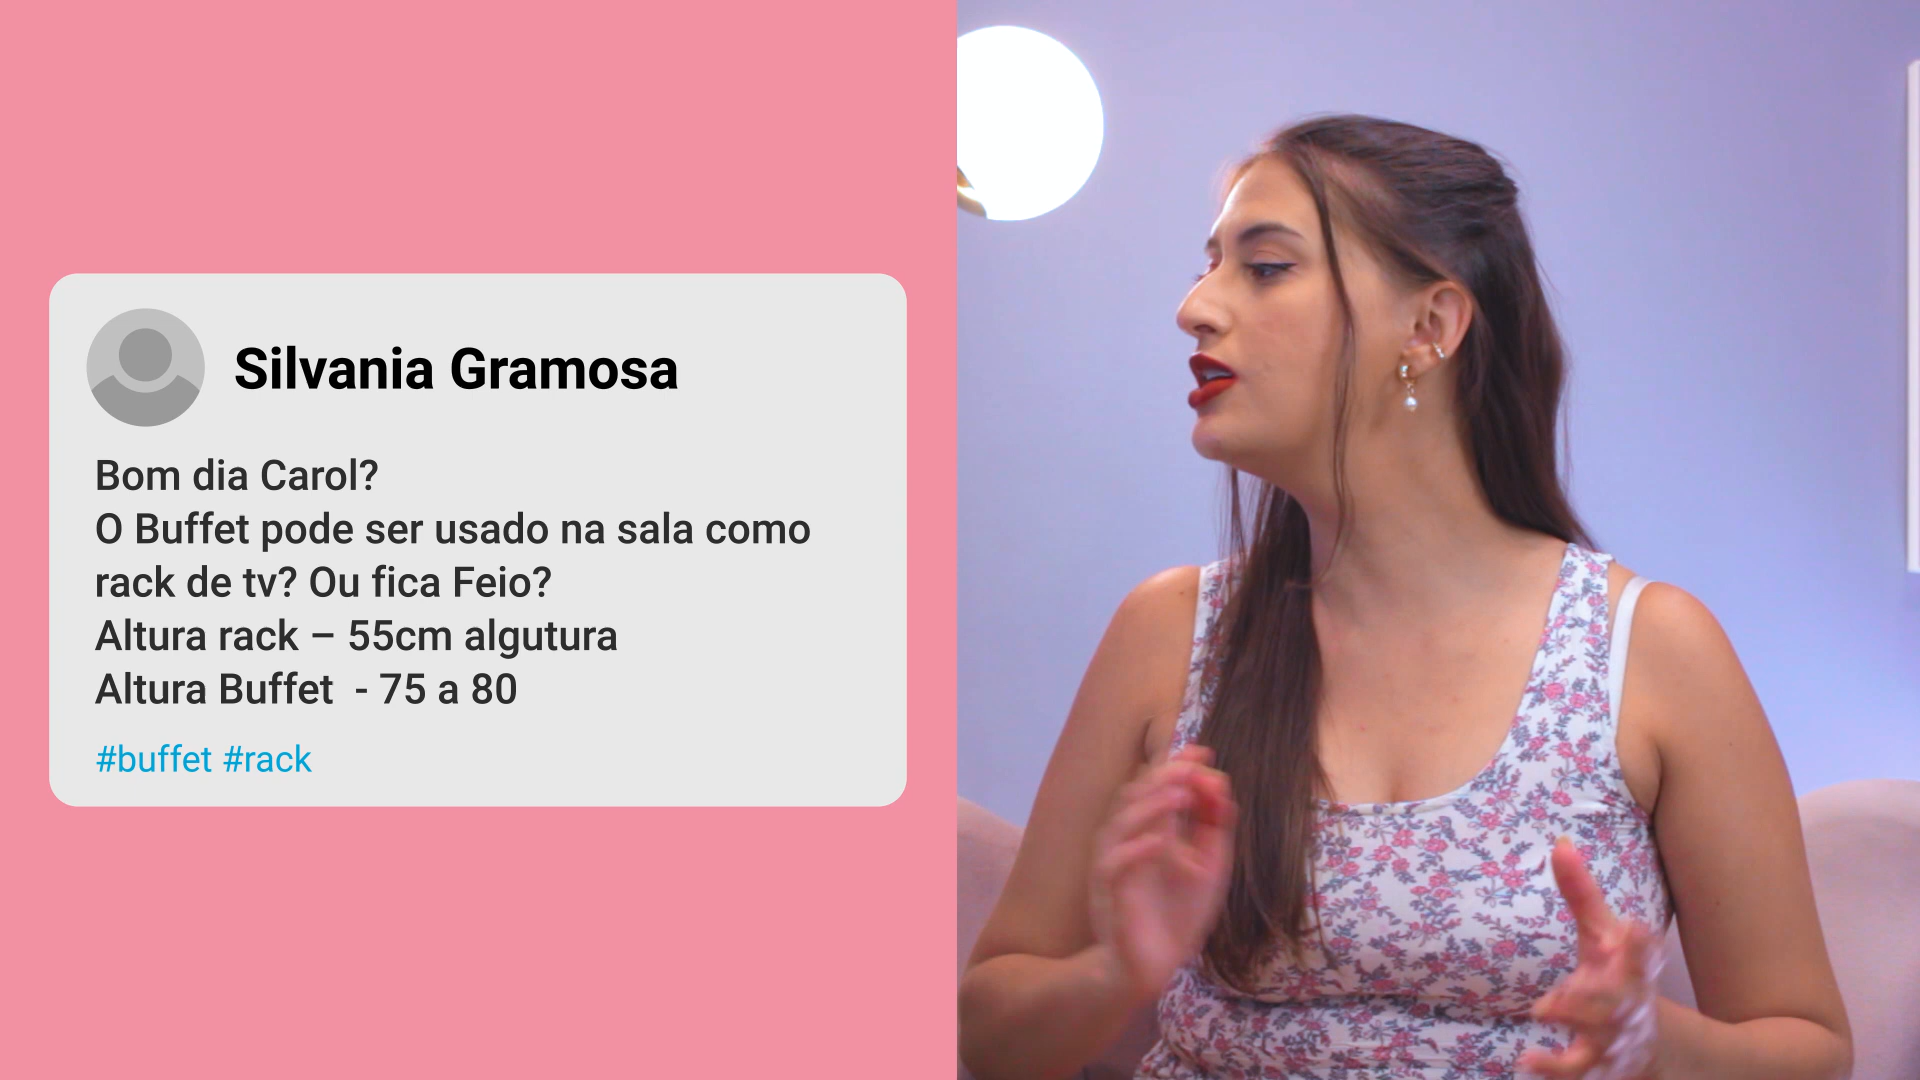 Silvania Gramosa
Bom dia Carol?
O Buffet pode ser usado na sala como
rack de tv? Ou fica Feio?
Altura rack – 55cm algutura
Altura Buffet  - 75 a 80
#buffet #rack